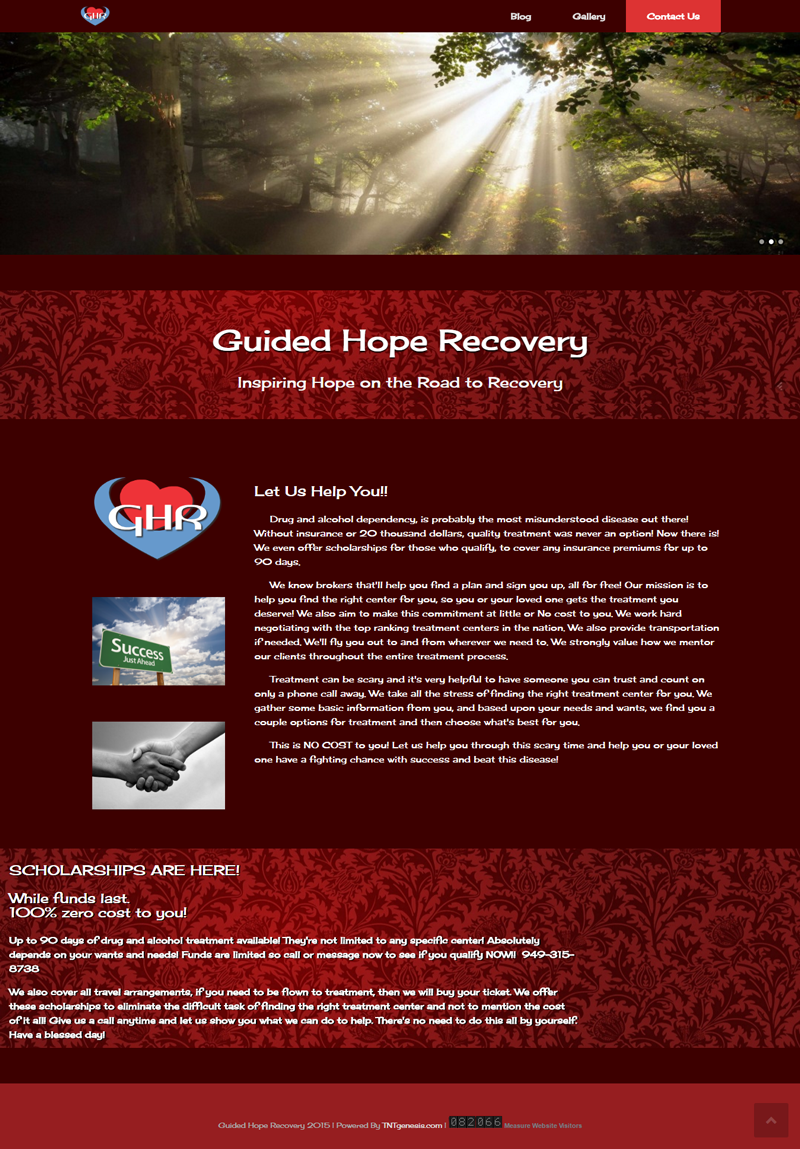 GHR
Blog
Gallery
Contact Us
Guided Hope Recovery
Inspiring Hope on the Road to Recovery
GHR
Let Us Help You!!
Drug and alcohol dependency, is probably the most misunderstood disease out there!
Without insurance or 20 thousand dollars, quality treatment was never an option! Now there is!
We even offer scholarships for those who qualify, to cover any insurance premiums for up to
90 days.
We know brokers that'll help you find a plan and sign you up, all for free! Our mission is to
help you find the right center for you, so you or your loved one gets the treatment you
deserve! We also aim to make this commitment at little or No cost to you. We work hard
negotiating with the top ranking treatment centers in the nation. We also provide transportation
if needed. We'll fly you out to and from wherever we need to. We strongly value how we mentor
our clients throughout the entire treatment process.
Success
Just Ahead
Treatment can be scary and it's very helpful to have someone you can trust and count on
only a phone call away. We take all the stress of finding the right treatment center for you. We
gather some basic information from you, and based upon your needs and wants, we find you a
couple options for treatment and then choose what's best for you.
This is NO COST to you! Let us help you through this scary time and help you or your loved
one have a fighting chance with success and beat this disease!
SCHOLARSHIPS ARE HERE!
While funds last.
100% zero cost to you!
Up to 90 days of drug and alcohol treatment available! They're not limited to any specific center! Absolutely
depends on your wants and needs! Funds are limited so call or message now to see if you qualify NOW!! 949-315-
8738
We also cover all travel arrangements, if you need to be flown to treatment, then we will buy your ticket. We offer
these scholarships to eliminate the difficult task of finding the right treatment center and not to mention the cost
of it all! Give us a call anytime and let us show you what we can do to help. There's no need to do this all by yourself.
Have a blessed day!
Guided Hope Recovery 2015 | Powered By TNTgenesis.com | 082066 Measure Website Visitors